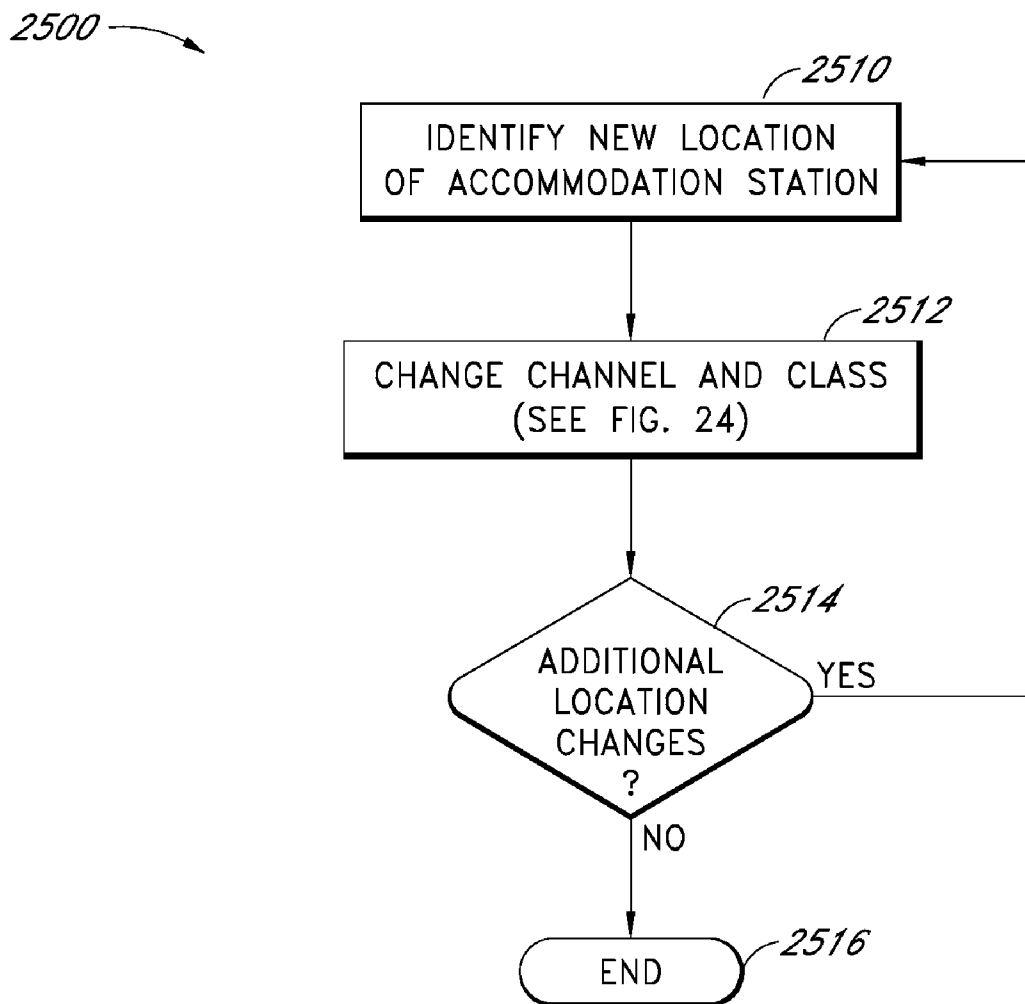 2500
2510
IDENTIFY NEW LOCATION
OF ACCOMMODATION STATION
2512
CHANGE CHANNEL AND CLASS
(SEE FIG. 24)
2514
ADDITIONAL
LOCATION
CHANGES
?
YES
NO
2516
END